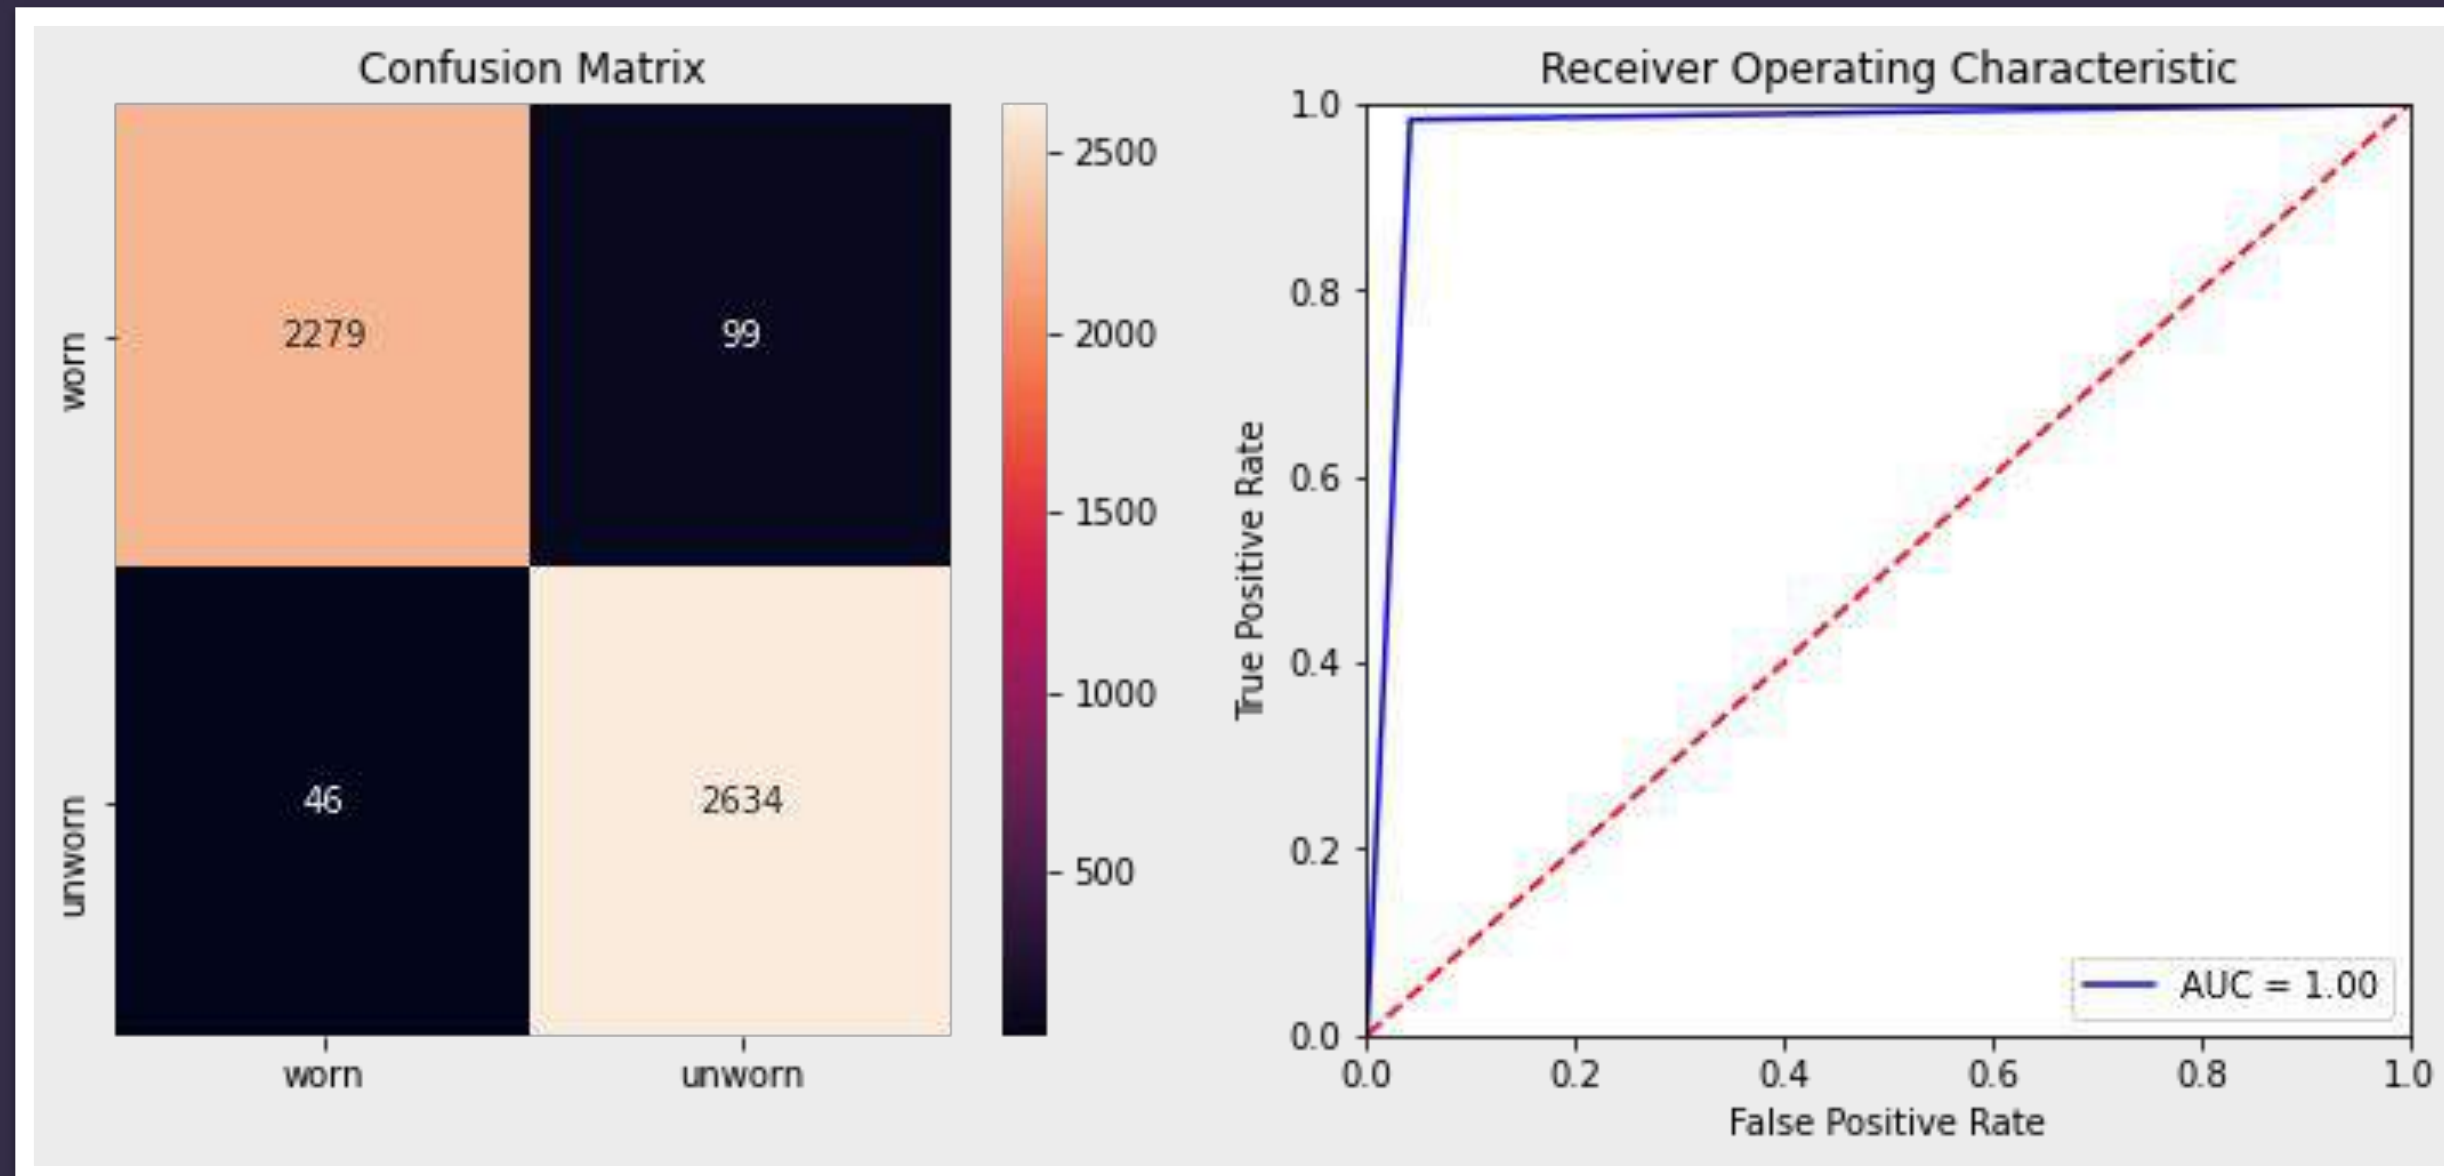 Confusion Matrix
worn
2279
99
unworn
46
2634
worn
unworn
2500
2000
1500
1000
500
Receiver Operating Characteristic
True Positive Rate
1.0
0.8
0.6
0.4
0.2
0.0
AUC = 1.00
0.0
0.2
0.4
0.6
0.8
1.0
False Positive Rate